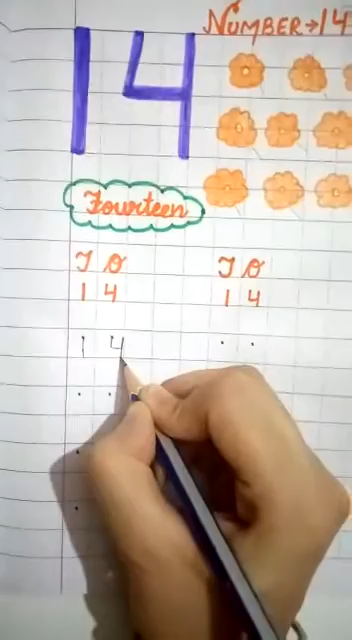 NUMBER→14
14
Fourteen
T O T O
1 4 1 4
1 4